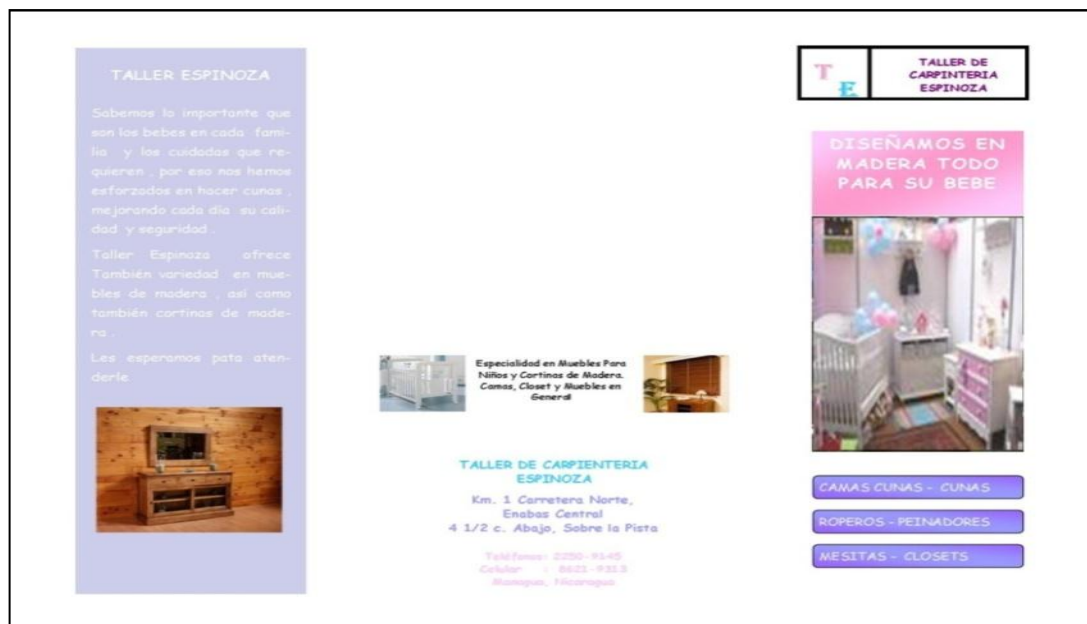 TALLER ESPINOZA
Sabemos lo importante que
son los bebes en cada fami-
lia y los cuidados que re-
quieren , por eso nos hemos
esforzados en hacer cunas ,
mejorando cada día su cali-
dad y seguridad .
Taller Espinoza ofrece
También variedad en mue-
bles de madera , así como
también cortinas de made-
ra .
Les esperamos pata aten-
derle
Especialidad en Muebles Para
Niños y Cortinas de Madera.
Camas, Closet y Muebles en
General
TALLER DE CARPIENTERIA
ESPINOZA
Km. 1 Carretera Norte,
Enabas Central
4 1/2 c. Abajo, Sobre la Pista
Teléfonos: 2250-9145
Celular : 8621-9313
Managua, Nicaragua
T
E
TALLER DE
CARPINTERIA
ESPINOZA
DISEÑAMOS EN
MADERA TODO
PARA SU BEBE
CAMAS CUNAS - CUNAS
ROPEROS - PEINADORES
MESITAS - CLOSETS